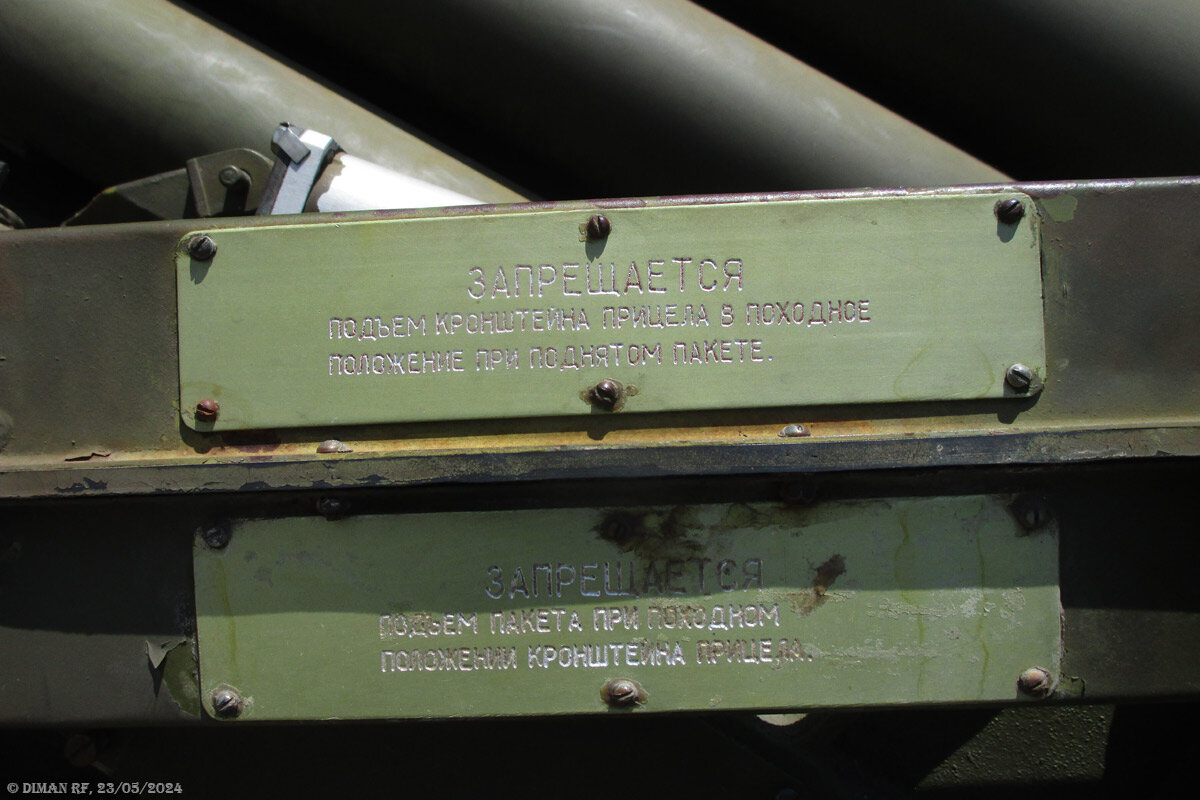 ЗАПРЕЩАЕТСЯ
ПОДЪЕМ КРОНШТЕЙНА ПРИЦЕЛА В ПОХОДНОЕ
ПОЛОЖЕНИЕ ПРИ ПОДНЯТОМ ПАКЕТЕ.
ЗАПРЕЩАЕТСЯ
ПОДЪЕМ ПАКЕТА ПРИ ПОХОДНОМ
ПОЛОЖЕНИИ КРОНШТЕЙНА ПРИЦЕЛА.
© DIMAN RF, 23/05/2024